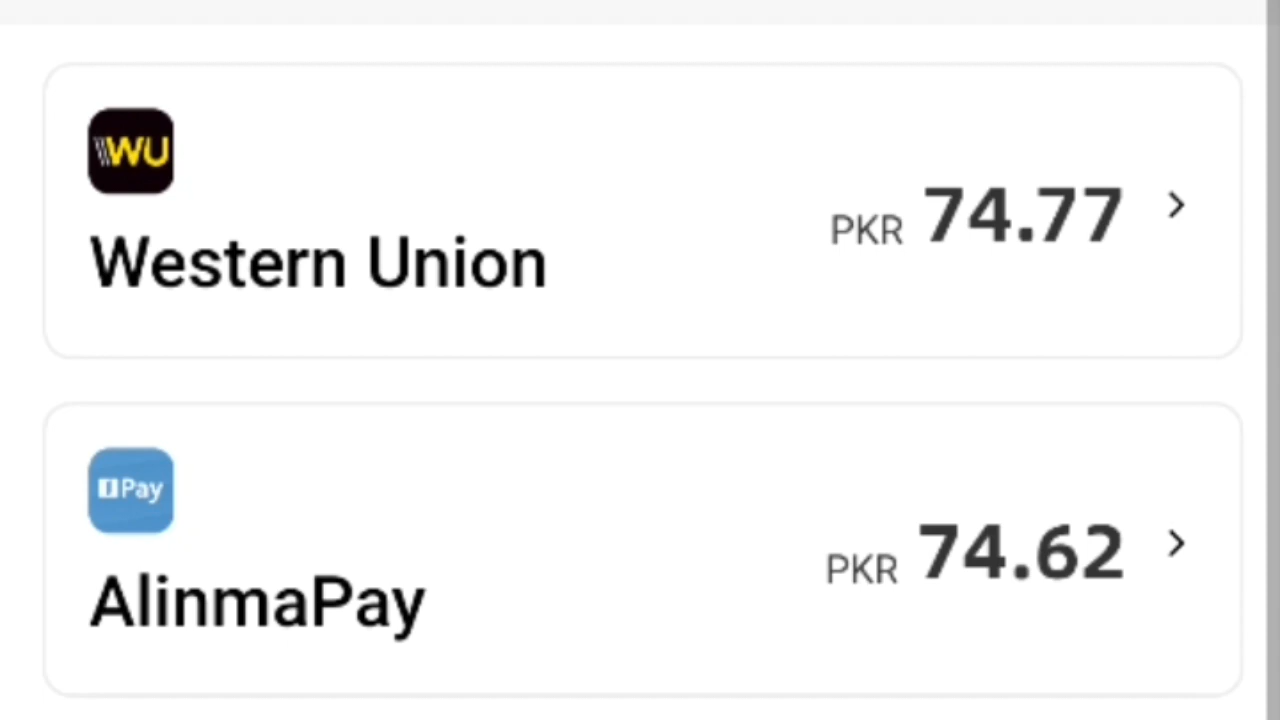 WU
PKR 74.77
Western Union
Pay
PKR 74.62
AlinmaPay